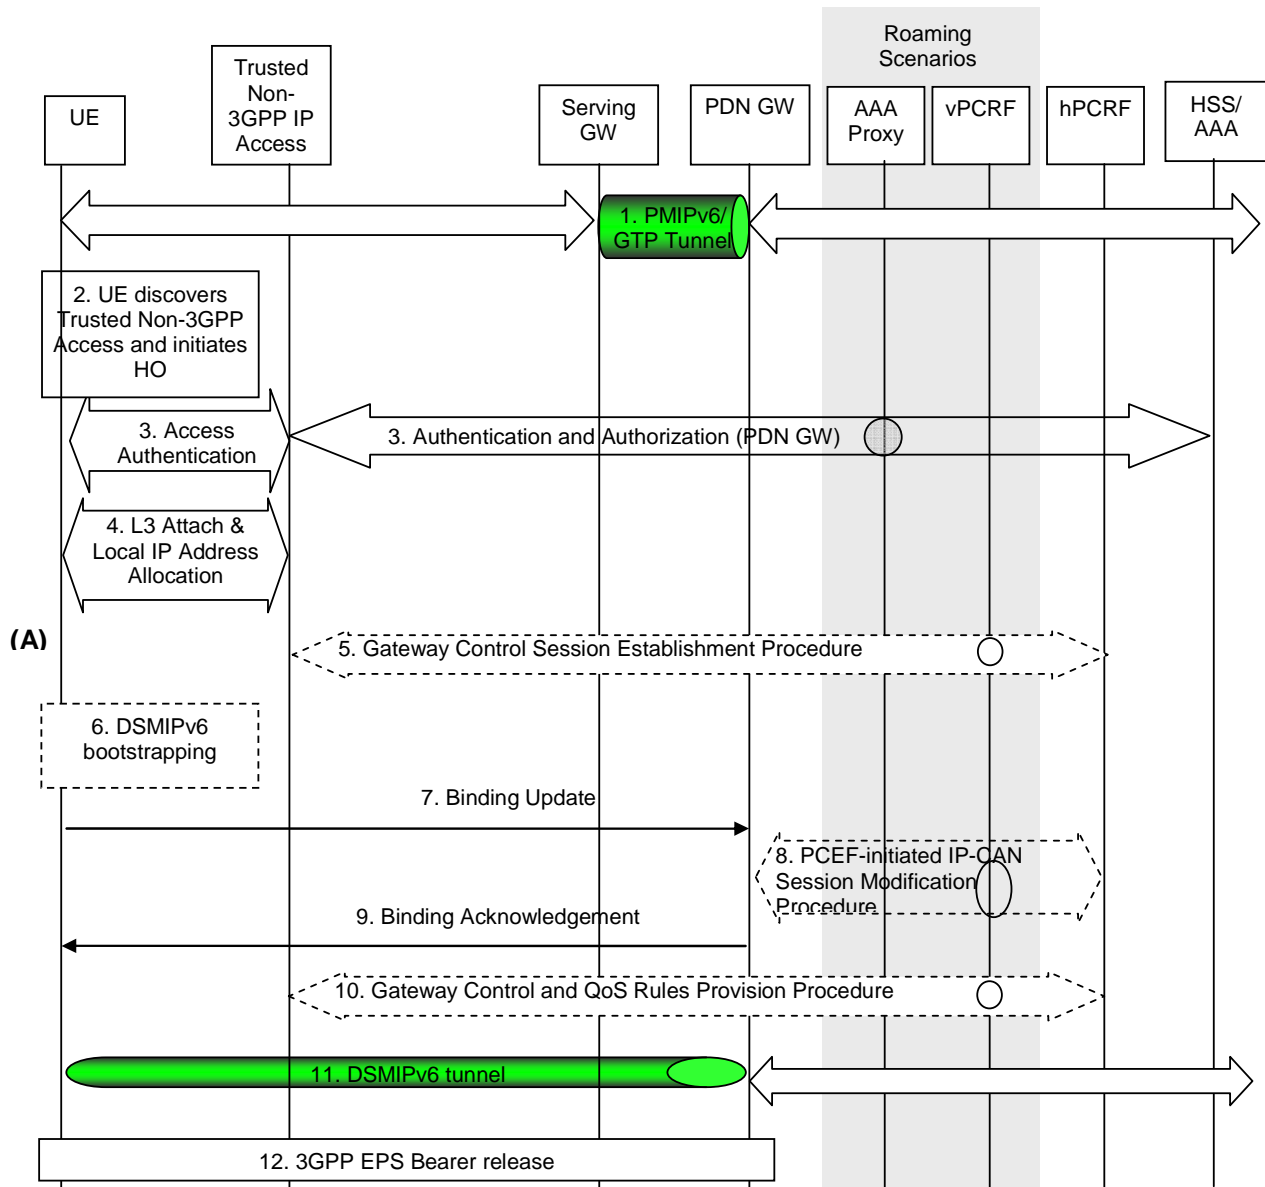 Roaming
Scenarios
UE
Trusted
Non-
3GPP IP
Access
Serving
GW
PDN GW
AAA
Proxy
vPCRF
hPCRF
HSS/
AAA
1. PMIPv6/
GTP Tunnel
2. UE discovers
Trusted Non-3GPP
Access and initiates
HO
3. Access
Authentication
3. Authentication and Authorization (PDN GW)
4. L3 Attach &
Local IP Address
Allocation
(A)
5. Gateway Control Session Establishment Procedure
6. DSMIPv6
bootstrapping
7. Binding Update
8. PCEF-initiated IP-CAN
Session Modification
Procedure
9. Binding Acknowledgement
10. Gateway Control and QoS Rules Provision Procedure
11. DSMIPv6 tunnel
12. 3GPP EPS Bearer release